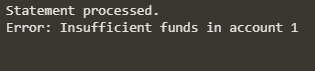 Statement processed.
Error: Insufficient funds in account 1